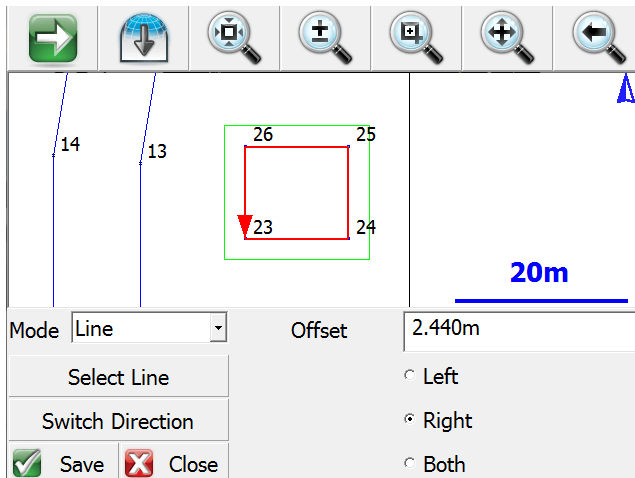 26 25
14 13
23 24
20m
Mode Line Offset 2.440m
Select Line Left
Switch Direction Right
Save Close Both